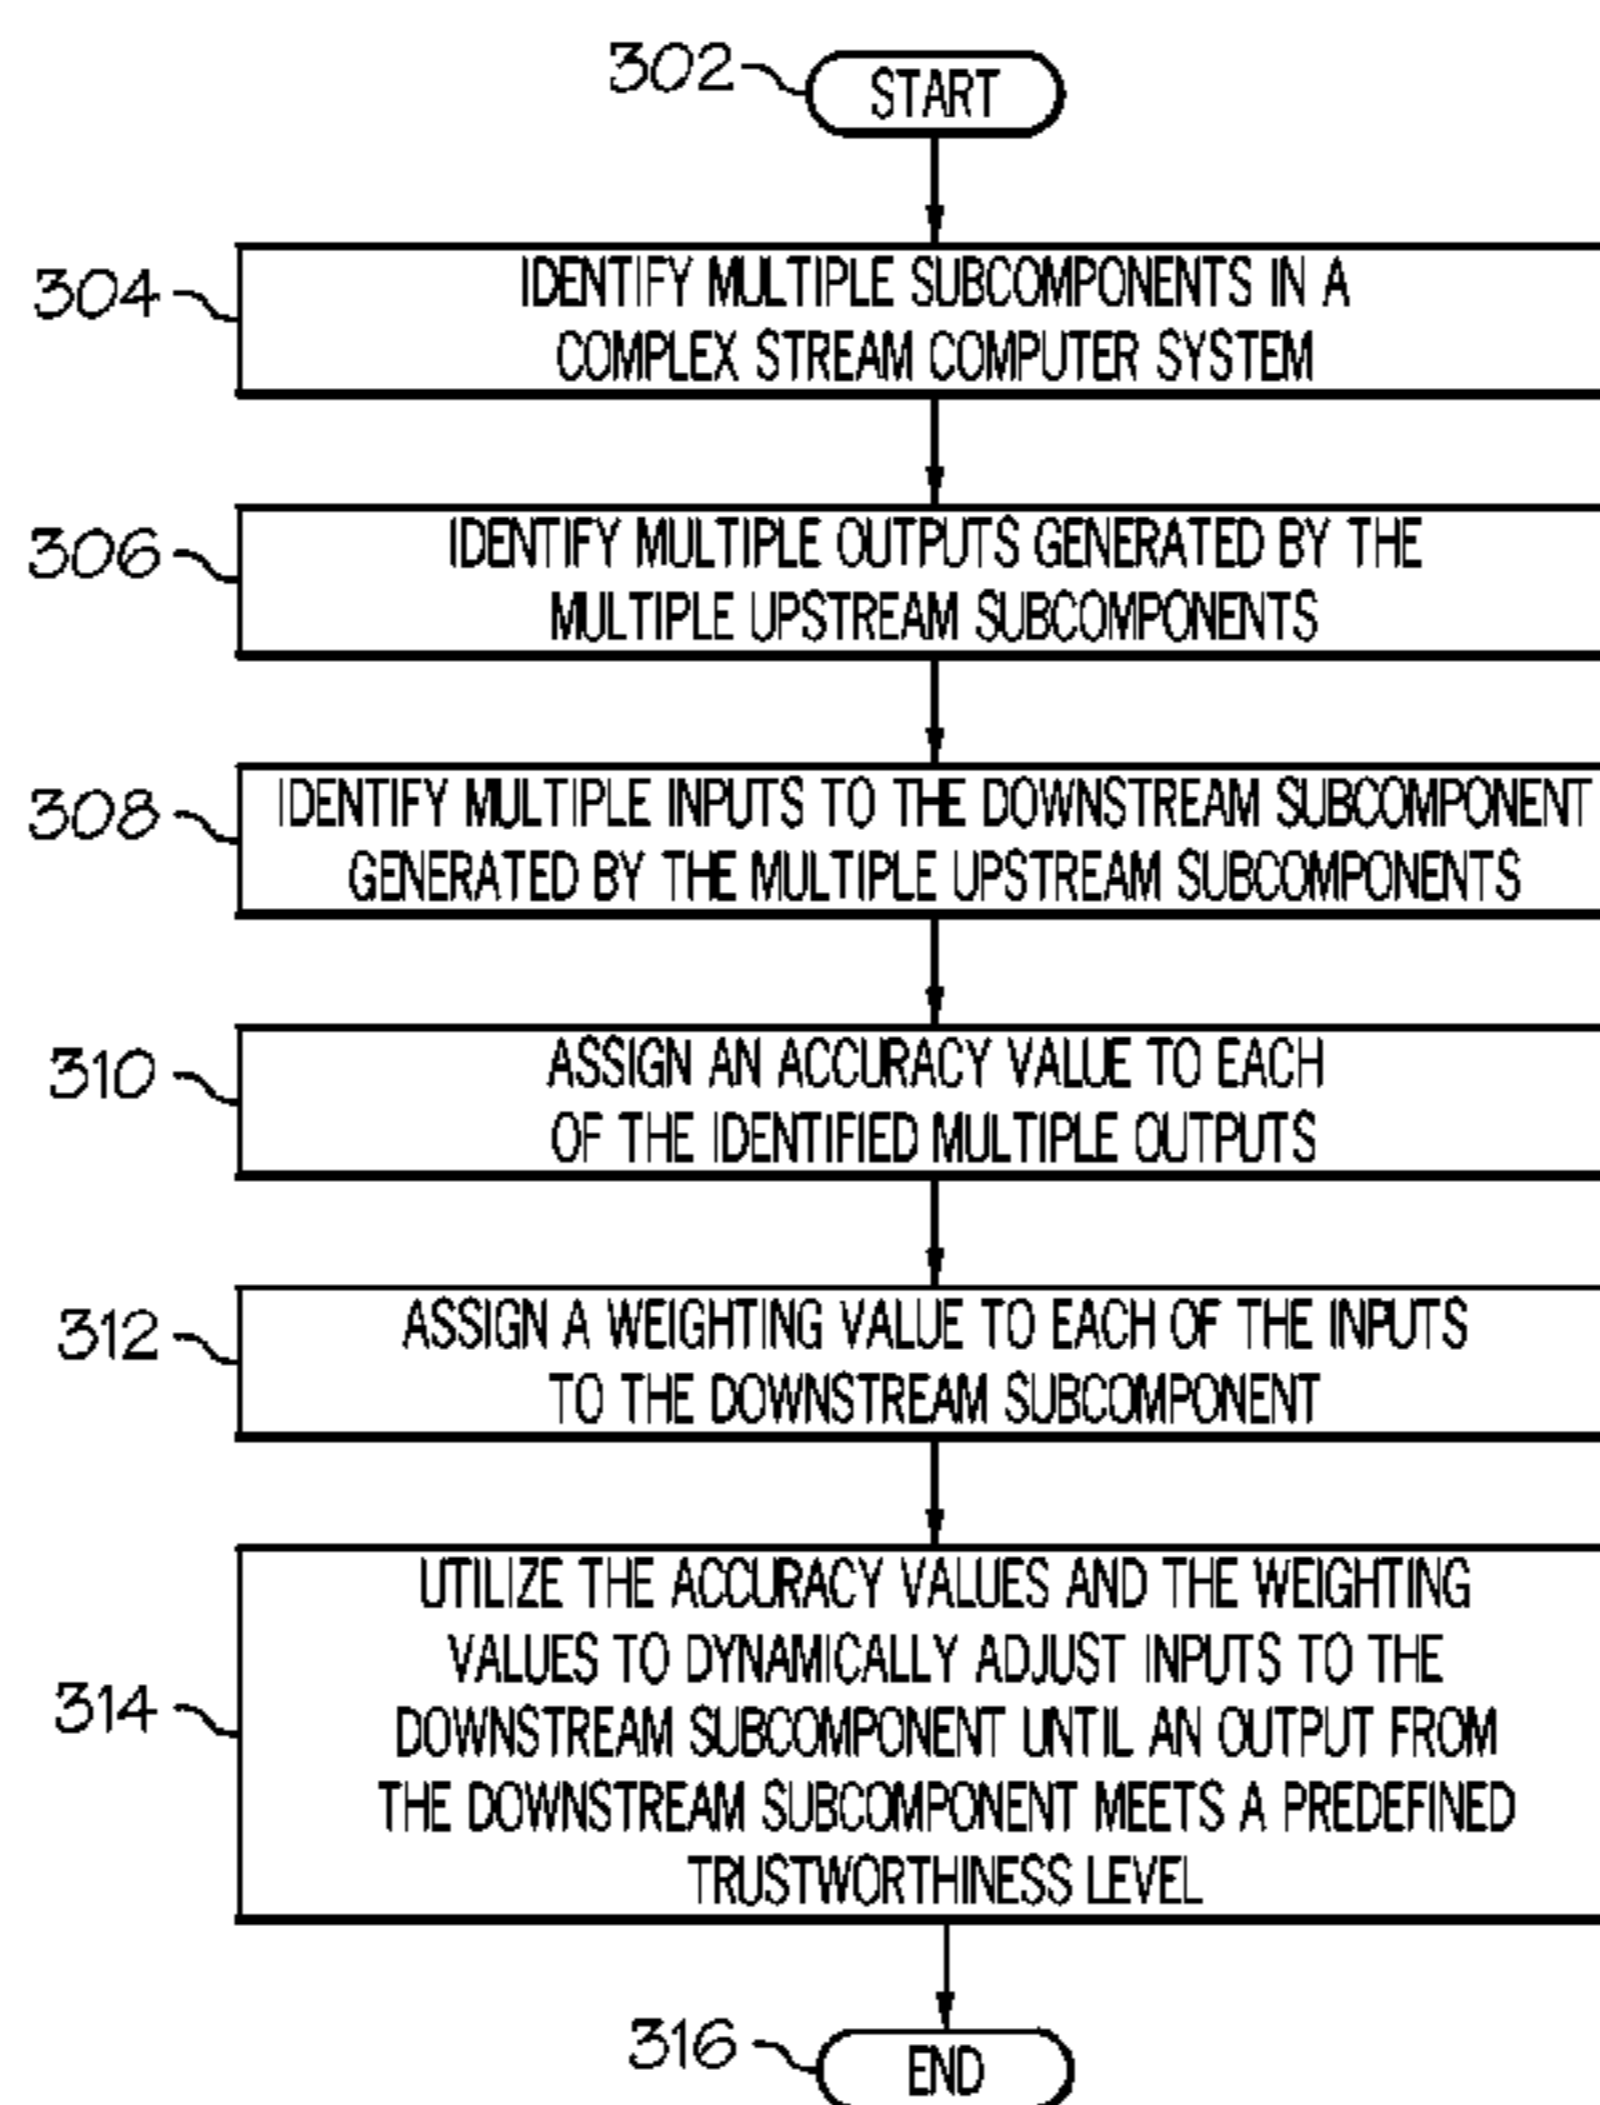 302
START
304
IDENTIFY MULTIPLE SUBCOMPONENTS IN A
COMPLEX STREAM COMPUTER SYSTEM
306
IDENTIFY MULTIPLE OUTPUTS GENERATED BY THE
MULTIPLE UPSTREAM SUBCOMPONENTS
308
IDENTIFY MULTIPLE INPUTS TO THE DOWNSTREAM SUBCOMPONENT
GENERATED BY THE MULTIPLE UPSTREAM SUBCOMPONENTS
310
ASSIGN AN ACCURACY VALUE TO EACH
OF THE IDENTIFIED MULTIPLE OUTPUTS
312
ASSIGN A WEIGHTING VALUE TO EACH OF THE INPUTS
TO THE DOWNSTREAM SUBCOMPONENT
314
UTILIZE THE ACCURACY VALUES AND THE WEIGHTING
VALUES TO DYNAMICALLY ADJUST INPUTS TO THE
DOWNSTREAM SUBCOMPONENT UNTIL AN OUTPUT FROM
THE DOWNSTREAM SUBCOMPONENT MEETS A PREDEFINED
TRUSTWORTHINESS LEVEL
316
END